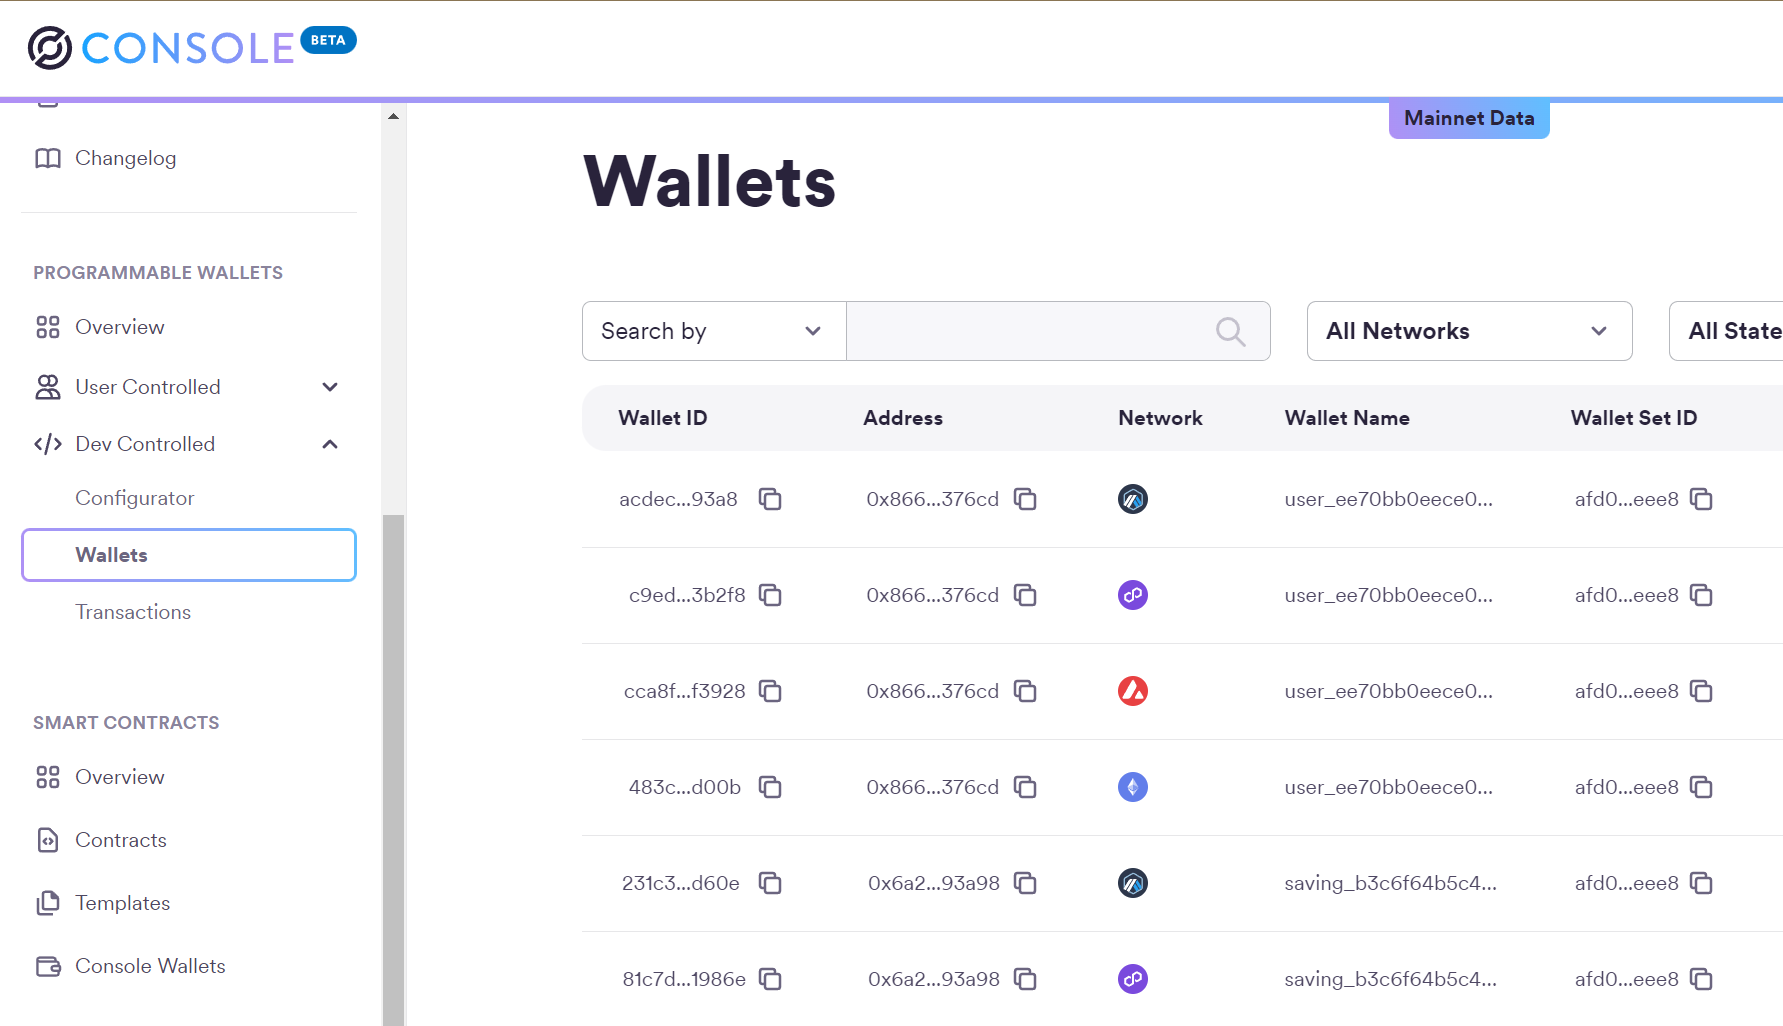 CONSOLE BETA
Mainnet Data
Changelog
PROGRAMMABLE WALLETS
Overview
User Controlled
Dev Controlled
Configurator
Wallets
Transactions
SMART CONTRACTS
Overview
Contracts
Templates
Console Wallets
Wallets
Search by All Networks All State
Wallet ID Address Network Wallet Name Wallet Set ID
acdec...93a8 0x866...376cd user_ee70bb0eece0... afd0...eee8
c9ed...3b2f8 0x866...376cd user_ee70bb0eece0... afd0...eee8
cca8f...f3928 0x866...376cd user_ee70bb0eece0... afd0...eee8
483c...d00b 0x866...376cd user_ee70bb0eece0... afd0...eee8
231c3...d60e 0x6a2...93a98 saving_b3c6f64b5c4... afd0...eee8
81c7d...1986e 0x6a2...93a98 saving_b3c6f64b5c4... afd0...eee8